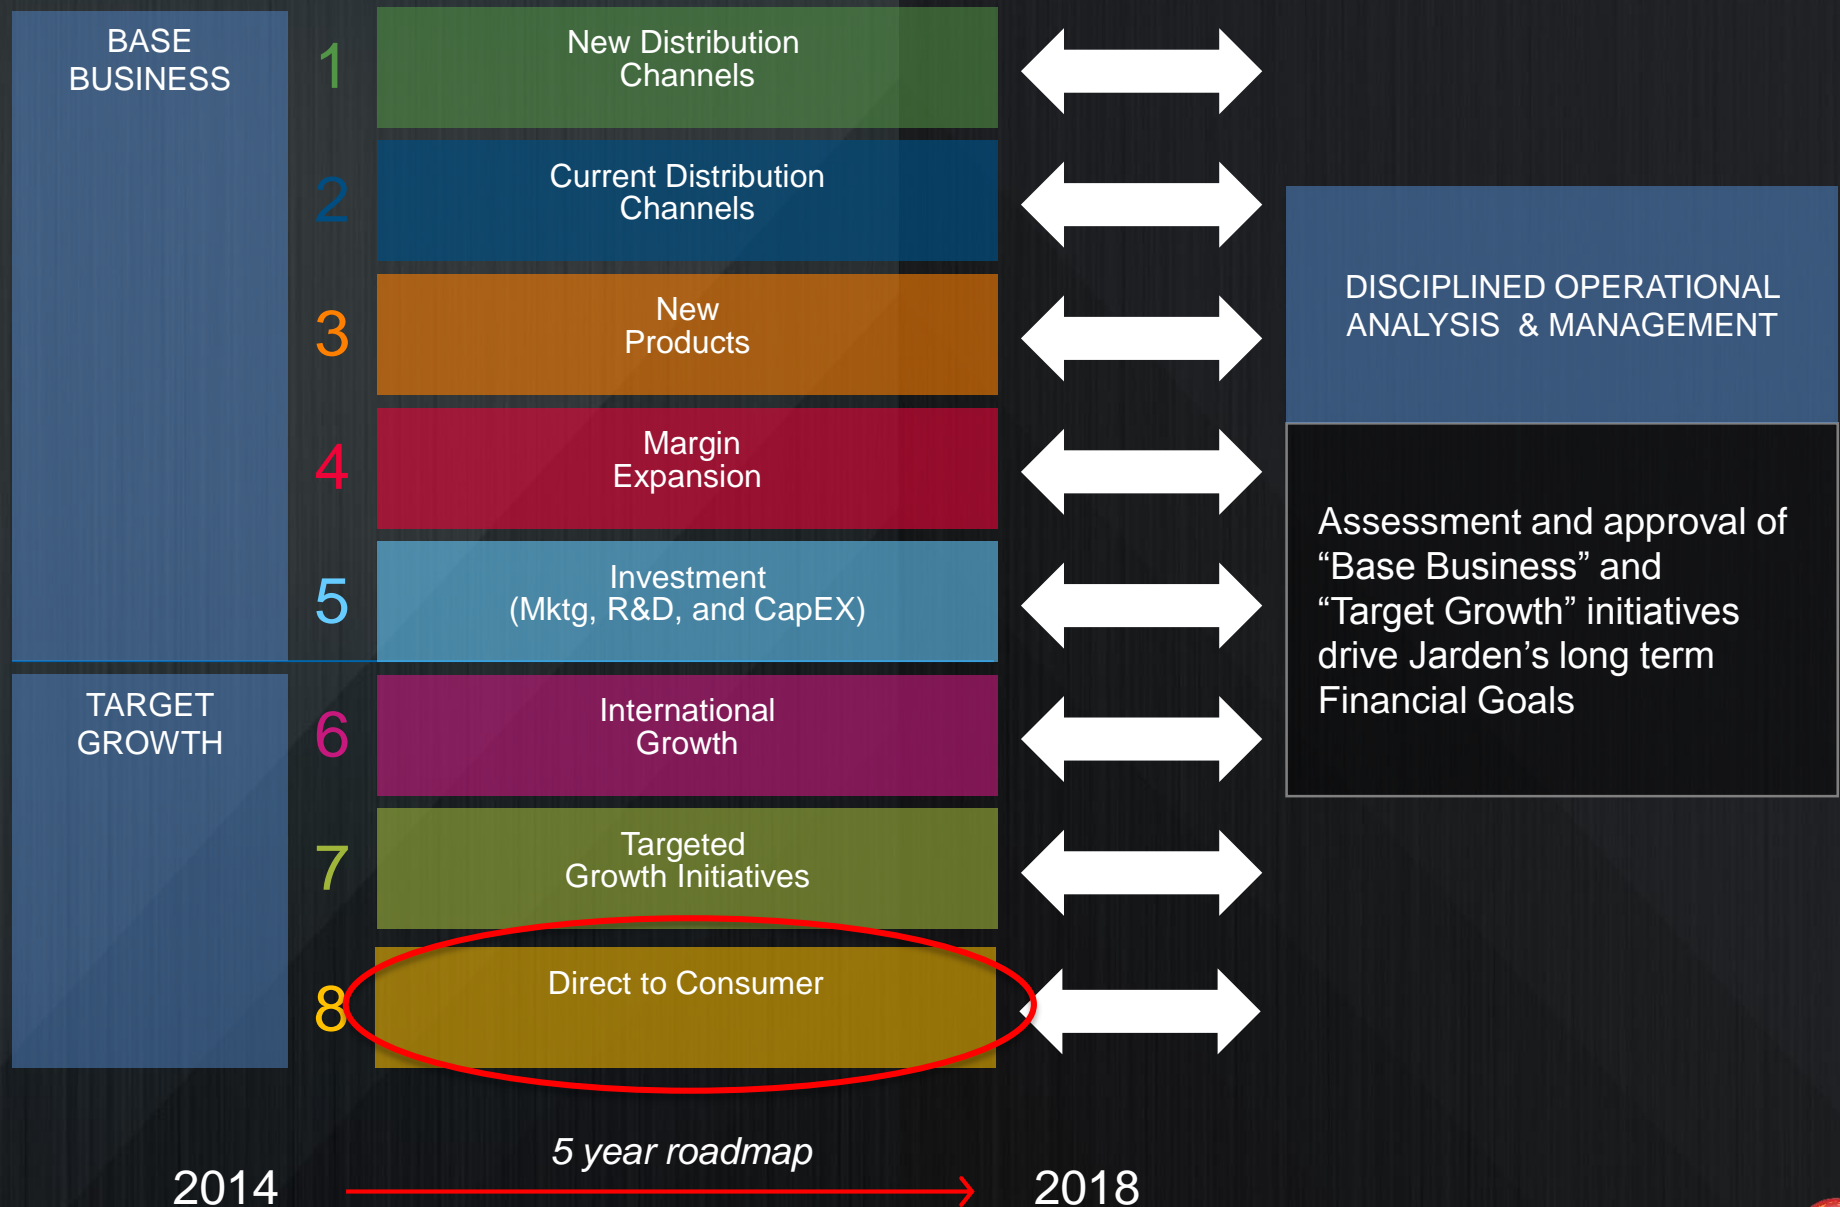 BASE
BUSINESS
1
New Distribution
Channels
2
Current Distribution
Channels
3
New
Products
4
Margin
Expansion
5
Investment
(Mktg, R&D, and CapEX)
TARGET
GROWTH
6
International
Growth
7
Targeted
Growth Initiatives
8
Direct to Consumer
DISCIPLINED OPERATIONAL
ANALYSIS & MANAGEMENT
Assessment and approval of
“Base Business” and
“Target Growth” initiatives
drive Jarden’s long term
Financial Goals
5 year roadmap
2014
2018